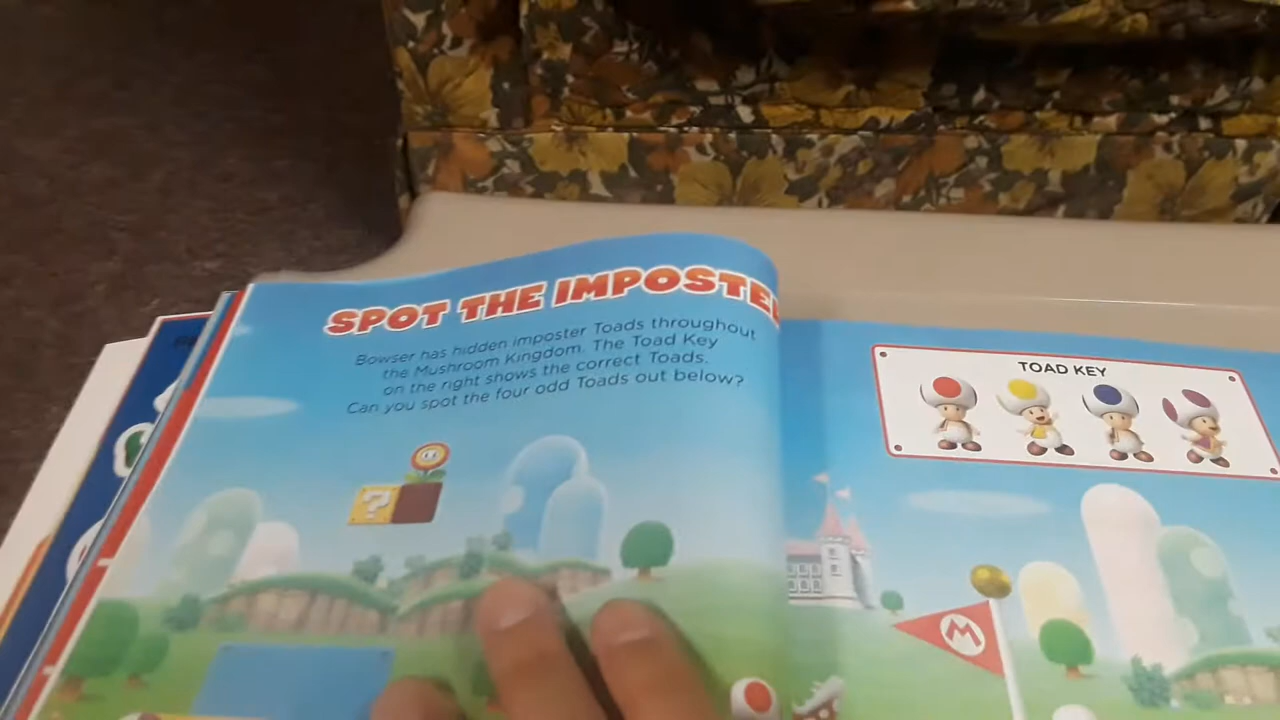 SPOT THE IMPOSTE
Bowser has hidden imposter Toads throughout
the Mushroom Kingdom. The Toad Key
on the right shows the correct Toads.
Can you spot the four odd Toads out below?
TOAD KEY
?
M